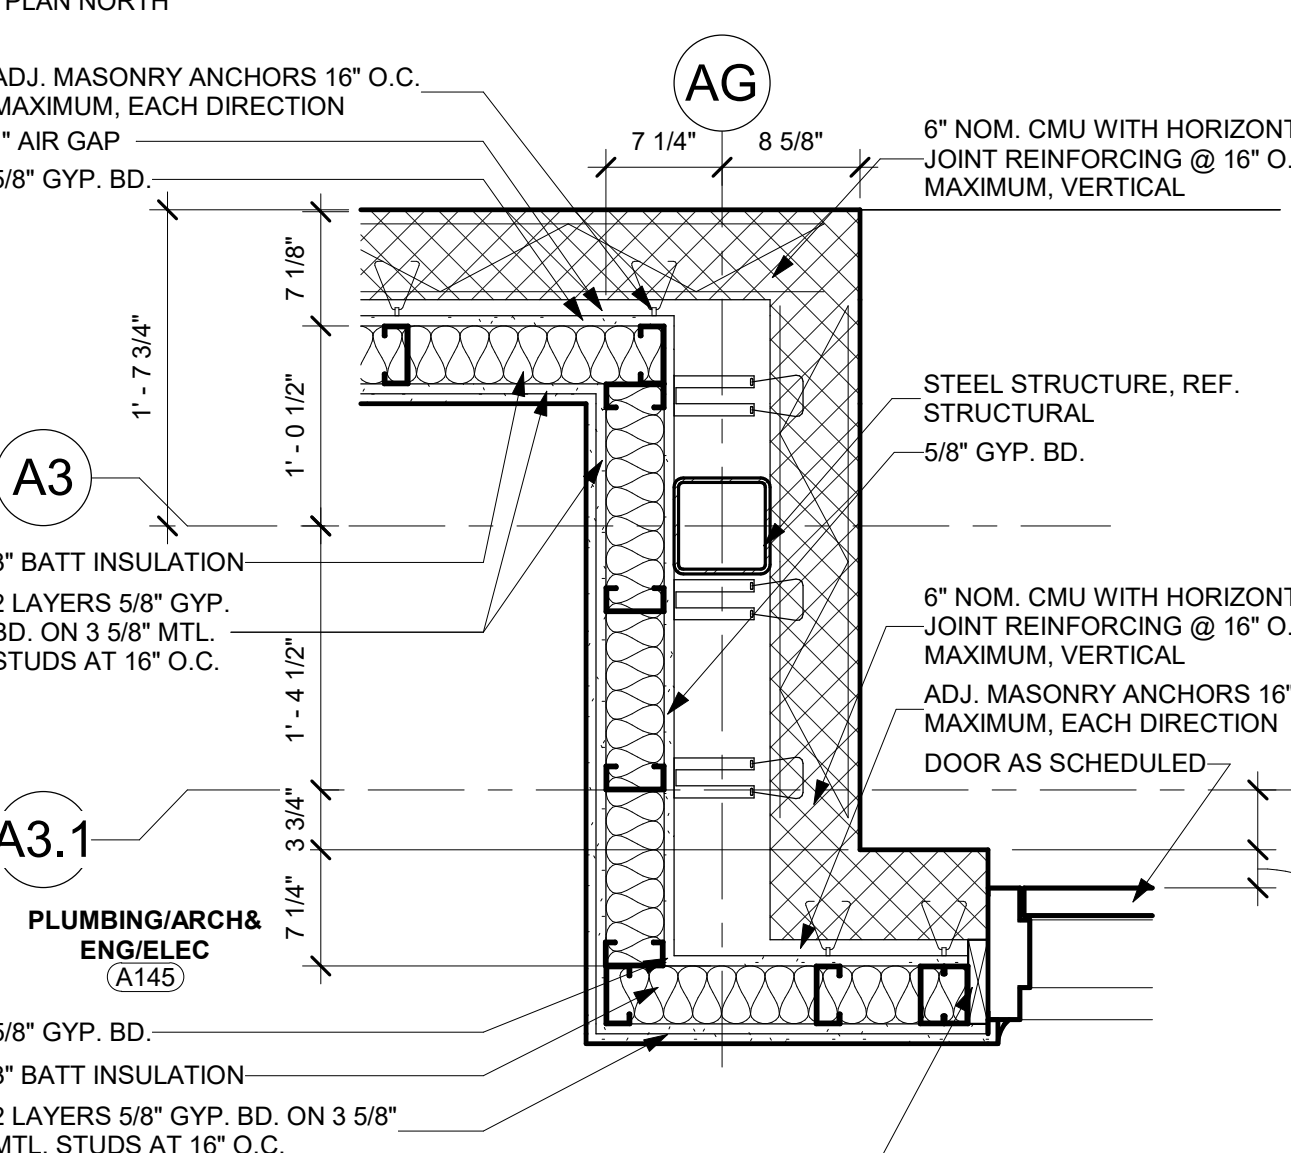 PLAN NORTH
ADJ. MASONRY ANCHORS 16" O.C.
MAXIMUM, EACH DIRECTION
" AIR GAP
5/8" GYP. BD.
AG
7 1/4"
8 5/8"
6" NOM. CMU WITH HORIZONT
JOINT REINFORCING @ 16" O.
MAXIMUM, VERTICAL
7 1/8"
1' - 7 3/4"
1' - 0 1/2"
STEEL STRUCTURE, REF.
STRUCTURAL
5/8" GYP. BD.
A3
3" BATT INSULATION
2 LAYERS 5/8" GYP.
BD. ON 3 5/8" MTL.
STUDS AT 16" O.C.
6" NOM. CMU WITH HORIZONT
JOINT REINFORCING @ 16" O.
MAXIMUM, VERTICAL
1' - 4 1/2"
ADJ. MASONRY ANCHORS 16"
MAXIMUM, EACH DIRECTION
DOOR AS SCHEDULED
A3.1
3 3/4"
7 1/4"
PLUMBING/ARCH&
ENG/ELEC
A145
5/8" GYP. BD.
3" BATT INSULATION
2 LAYERS 5/8" GYP. BD. ON 3 5/8"
MTL. STUDS AT 16" O.C.